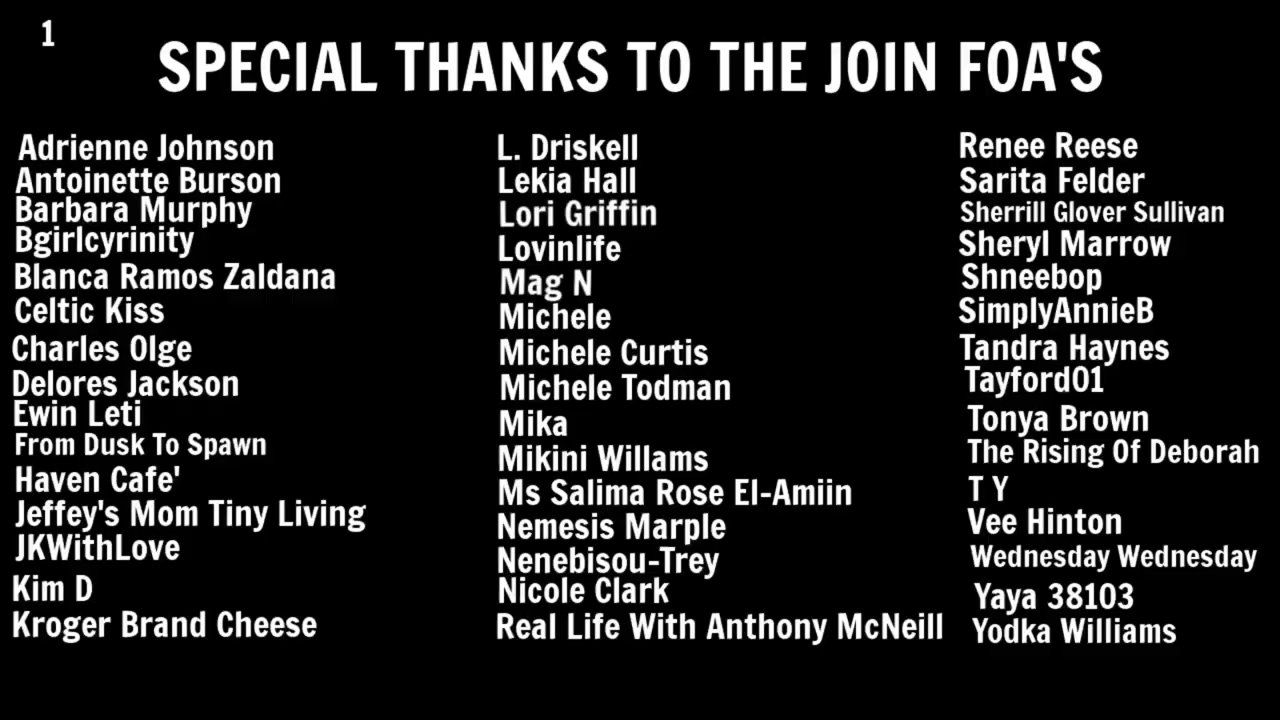 1
SPECIAL THANKS TO THE JOIN FOA'S
Adrienne Johnson
Antoinette Burson
Barbara Murphy
Bgirlcyrinity
Blanca Ramos Zaldana
Celtic Kiss
Charles Olge
Delores Jackson
Ewin Leti
From Dusk To Spawn
Haven Cafe'
Jeffey's Mom Tiny Living
JKWithLove
Kim D
Kroger Brand Cheese
L. Driskell
Lekia Hall
Lori Griffin
Lovinlife
Mag N
Michele
Michele Curtis
Michele Todman
Mika
Mikini Willams
Ms Salima Rose El-Amiin
Nemesis Marple
Nenebisou-Trey
Nicole Clark
Real Life With Anthony McNeill
Renee Reese
Sarita Felder
Sherrill Glover Sullivan
Sheryl Marrow
Shneebop
SimplyAnnieB
Tandra Haynes
Tayford01
Tonya Brown
The Rising Of Deborah
T Y
Vee Hinton
Wednesday Wednesday
Yaya 38103
Yodka Williams